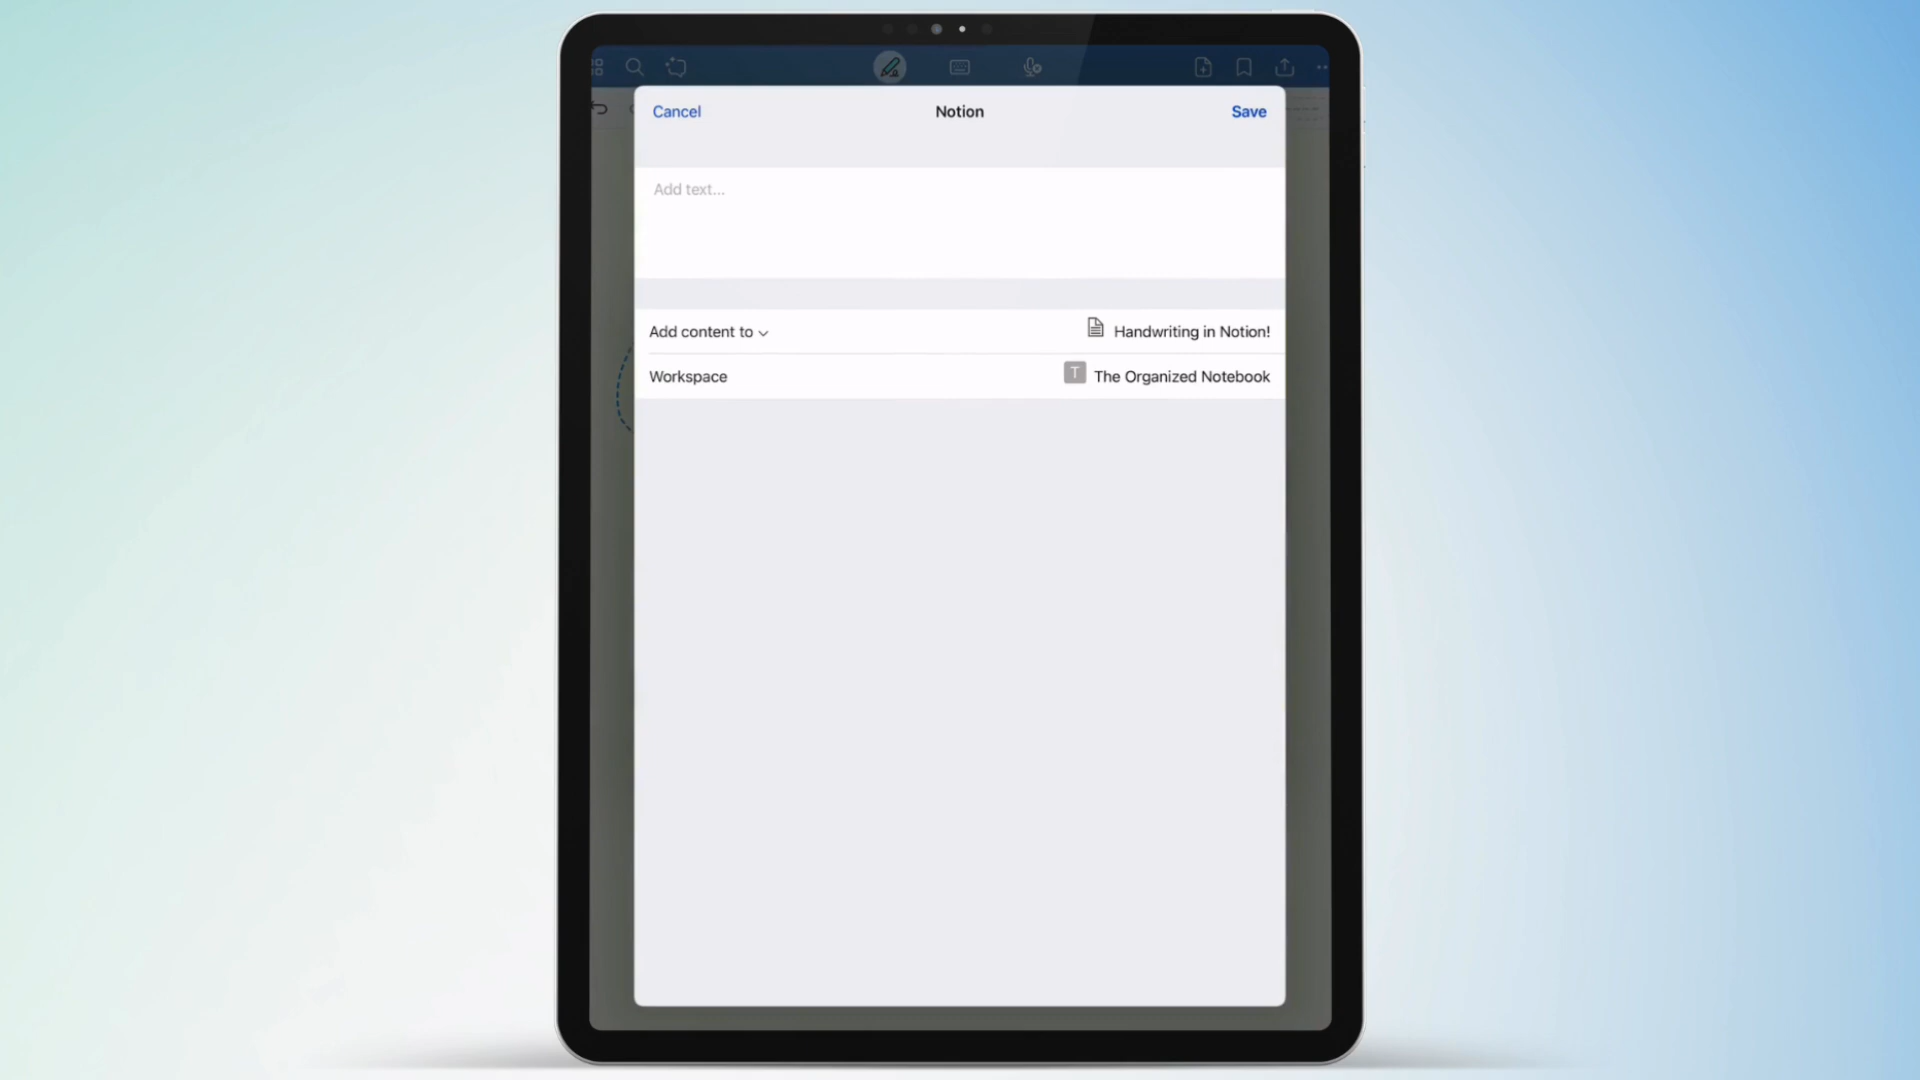 Cancel
Notion
Save
Add text...
Add content to
Handwriting in Notion!
Workspace
T
The Organized Notebook